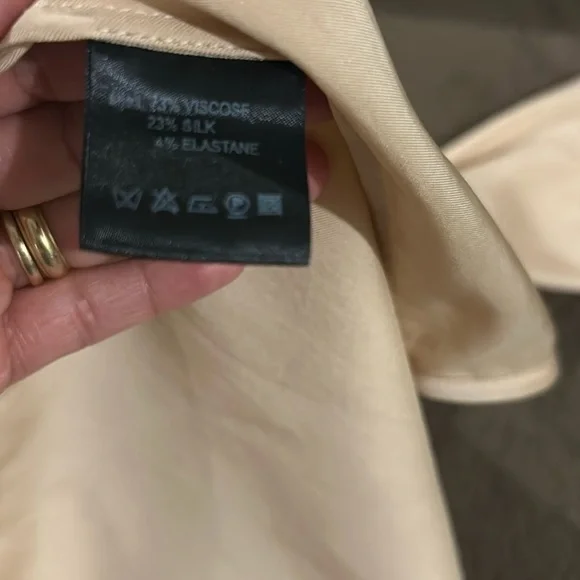 73% VISCOSE
23% SILK
4% ELASTANE
P